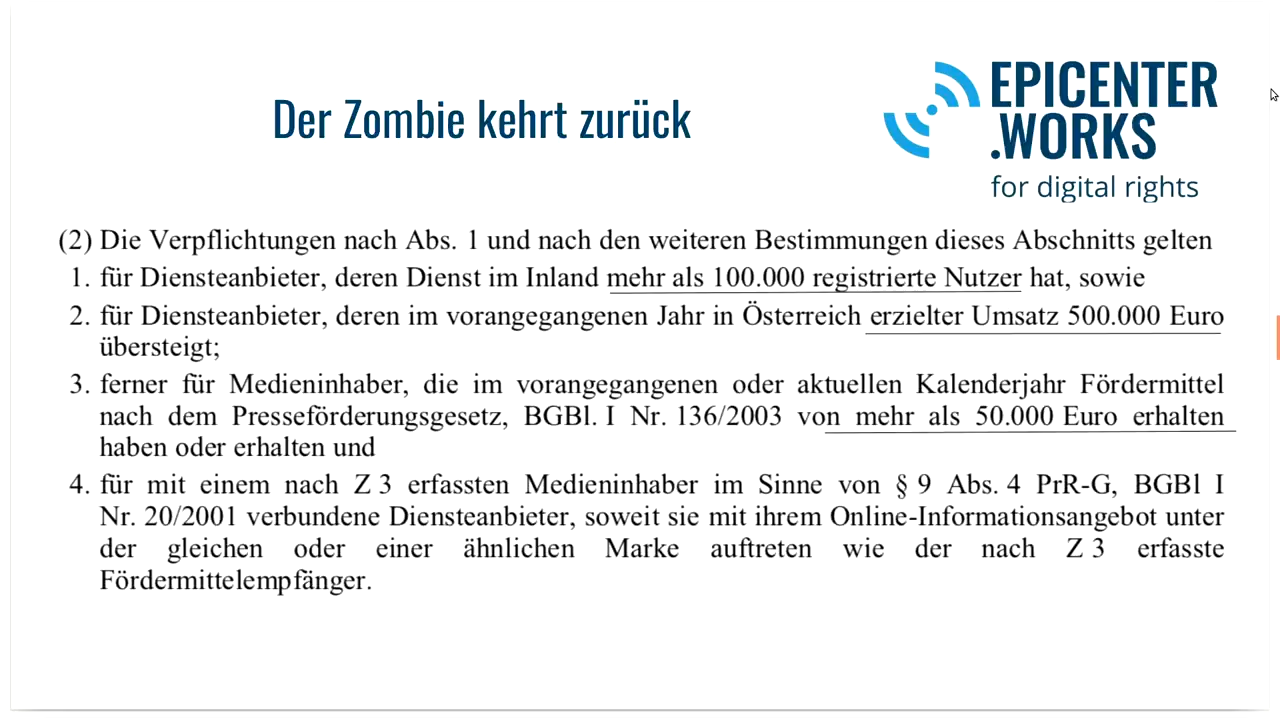 Der Zombie kehrt zurück
EPICENTER
.WORKS
for digital rights
(2) Die Verpflichtungen nach Abs. 1 und nach den weiteren Bestimmungen dieses Abschnitts gelten
1. für Diensteanbieter, deren Dienst im Inland mehr als 100.000 registrierte Nutzer hat, sowie
2. für Diensteanbieter, deren im vorangegangenen Jahr in Österreich erzielter Umsatz 500.000 Euro
übersteigt;
3. ferner für Medieninhaber, die im vorangegangenen oder aktuellen Kalenderjahr Fördermittel
nach dem Presseförderungsgesetz, BGBl. I Nr. 136/2003 von mehr als 50.000 Euro erhalten
haben oder erhalten und
4. für mit einem nach Z 3 erfassten Medieninhaber im Sinne von § 9 Abs. 4 PrR-G, BGBl I
Nr. 20/2001 verbundene Diensteanbieter, soweit sie mit ihrem Online-Informationsangebot unter
der gleichen oder einer ähnlichen Marke auftreten wie der nach Z 3 erfasste
Fördermittelempfänger.